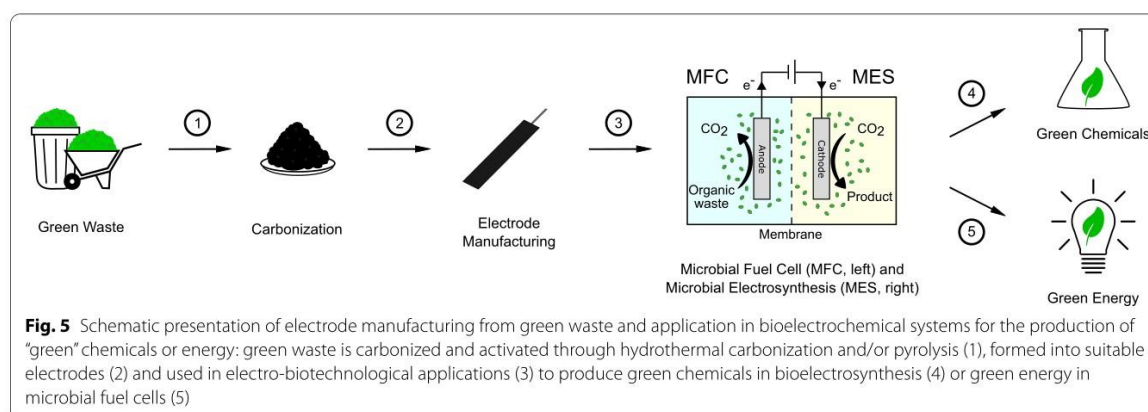 1
2
3
4
5
MFC
MES
e-
e-
CO2
CO2
Anode
Cathode
Organic
waste
Product
Membrane
Green Waste
Carbonization
Electrode
Manufacturing
Microbial Fuel Cell (MFC, left) and
Microbial Electrosynthesis (MES, right)
Green Chemicals
Green Energy
Fig. 5 Schematic presentation of electrode manufacturing from green waste and application in bioelectrochemical systems for the production of
"green" chemicals or energy: green waste is carbonized and activated through hydrothermal carbonization and/or pyrolysis (1), formed into suitable
electrodes (2) and used in electro-biotechnological applications (3) to produce green chemicals in bioelectrosynthesis (4) or green energy in
microbial fuel cells (5)